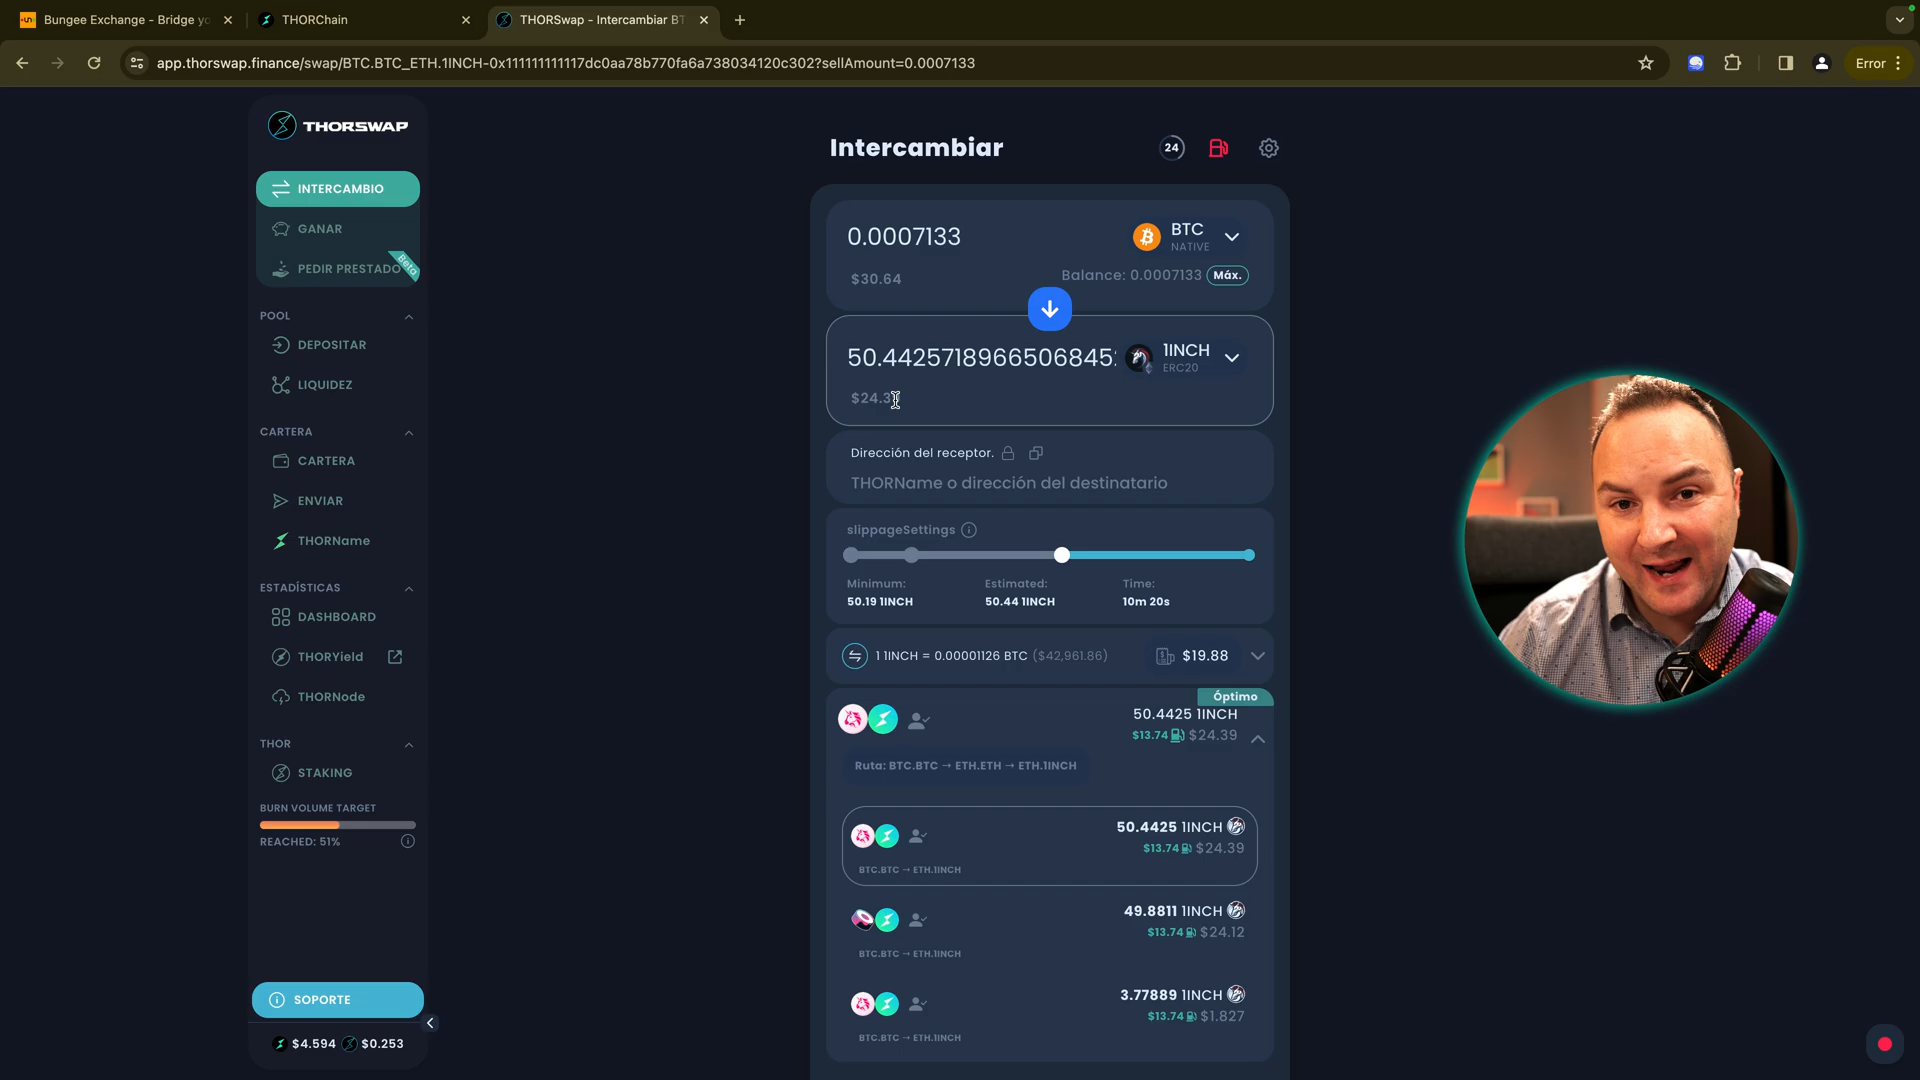 Bungee Exchange - Bridge yo
THORChain
THORSwap - Intercambiar BT
app.thorswap.finance/swap/BTC.BTC_ETH.1INCH-0x111111111117dc0aa78b770fa6a738034120c302?sellAmount=0.0007133
Error
THORSWAP
INTERCAMBIO
GANAR
PEDIR PRESTADO
Beta
POOL
DEPOSITAR
LIQUIDEZ
CARTERA
CARTERA
ENVIAR
THORName
ESTADÍSTICAS
DASHBOARD
THORYield
THORNode
THOR
STAKING
BURN VOLUME TARGET
REACHED: 51%
SOPORTE
$4.594 $0.253
Intercambiar
24
0.0007133
BTC
NATIVE
$30.64
Balance: 0.0007133 Máx.
50.44257189665068452
1INCH
ERC20
$24.3
Dirección del receptor.
THORName o dirección del destinatario
slippageSettings
Minimum: Estimated: Time:
50.19 1INCH 50.44 1INCH 10m 20s
1 1INCH = 0.00001126 BTC ($42,961.86) $19.88
Óptimo
50.4425 1INCH
$13.74 $24.39
Ruta: BTC.BTC → ETH.ETH → ETH.1INCH
50.4425 1INCH
$13.74 $24.39
BTC.BTC → ETH.1INCH
49.8811 1INCH
$13.74 $24.12
BTC.BTC → ETH.1INCH
3.77889 1INCH
$13.74 $1.827
BTC.BTC → ETH.1INCH